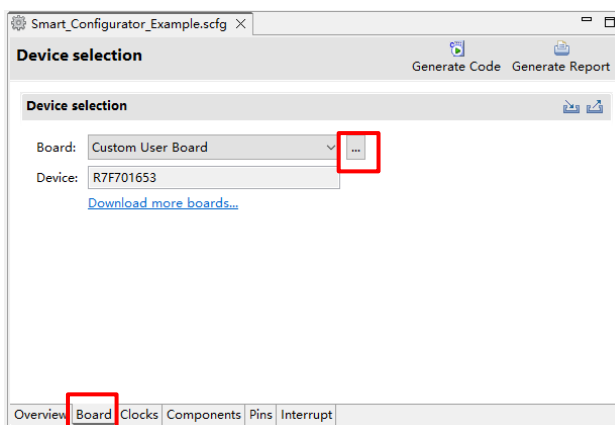 Smart_Configurator_Example.scfg
Device selection
Generate Code Generate Report
Device selection
Board: Custom User Board ...
Device: R7F701653
Download more boards...
Overview Board Clocks Components Pins Interrupt